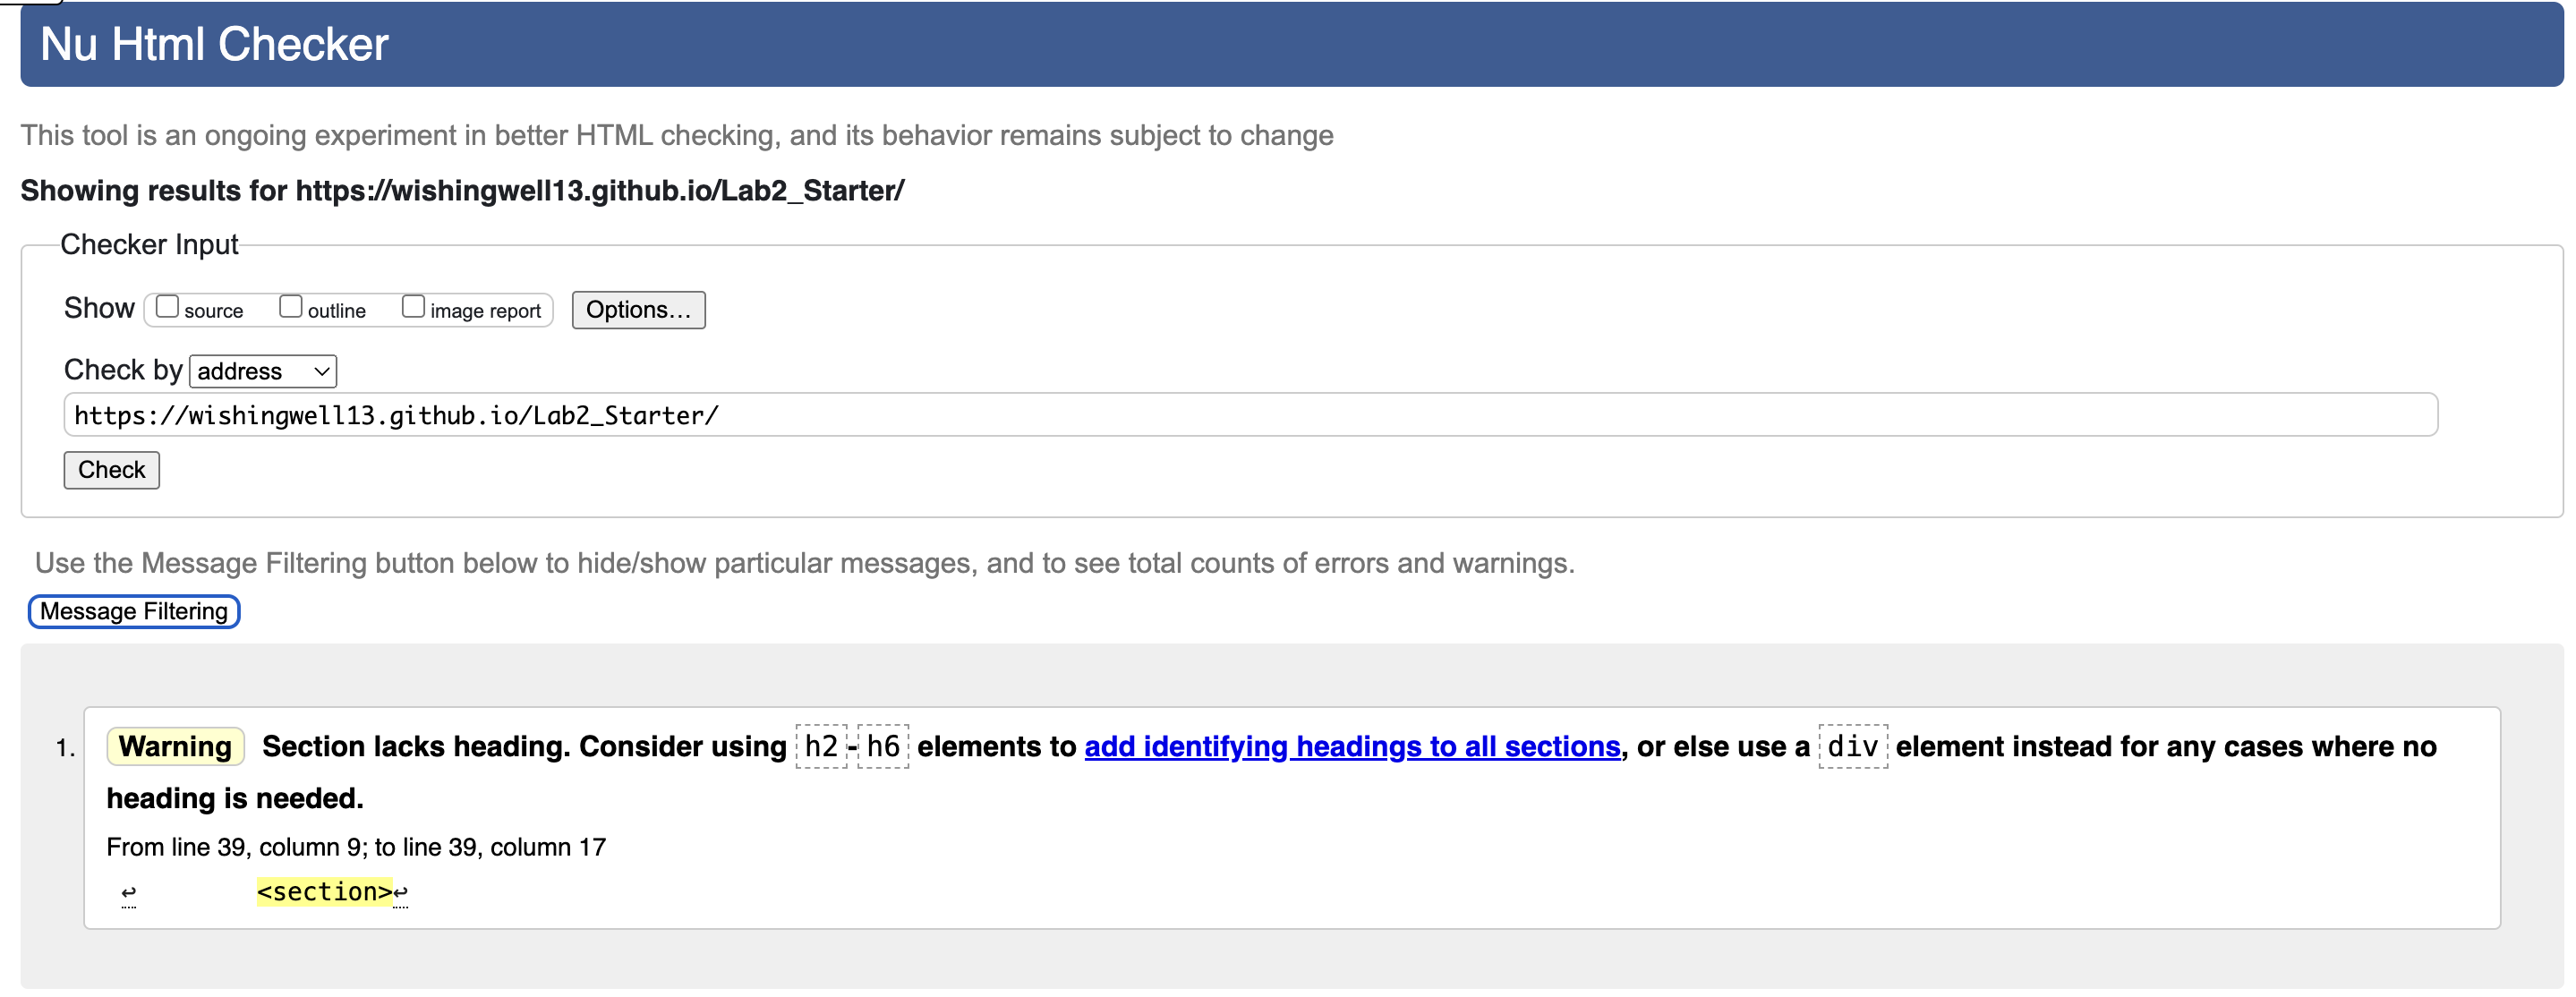 Nu Html Checker
This tool is an ongoing experiment in better HTML checking, and its behavior remains subject to change
Showing results for https://wishingwell13.github.io/Lab2_Starter/
Checker Input
Show source outline image report Options...
Check by address
https://wishingwell13.github.io/Lab2_Starter/
Check
Use the Message Filtering button below to hide/show particular messages, and to see total counts of errors and warnings.
Message Filtering
1. Warning Section lacks heading. Consider using h2-h6 elements to add identifying headings to all sections, or else use a div element instead for any cases where no
heading is needed.
From line 39, column 9; to line 39, column 17
↩ <section>↩